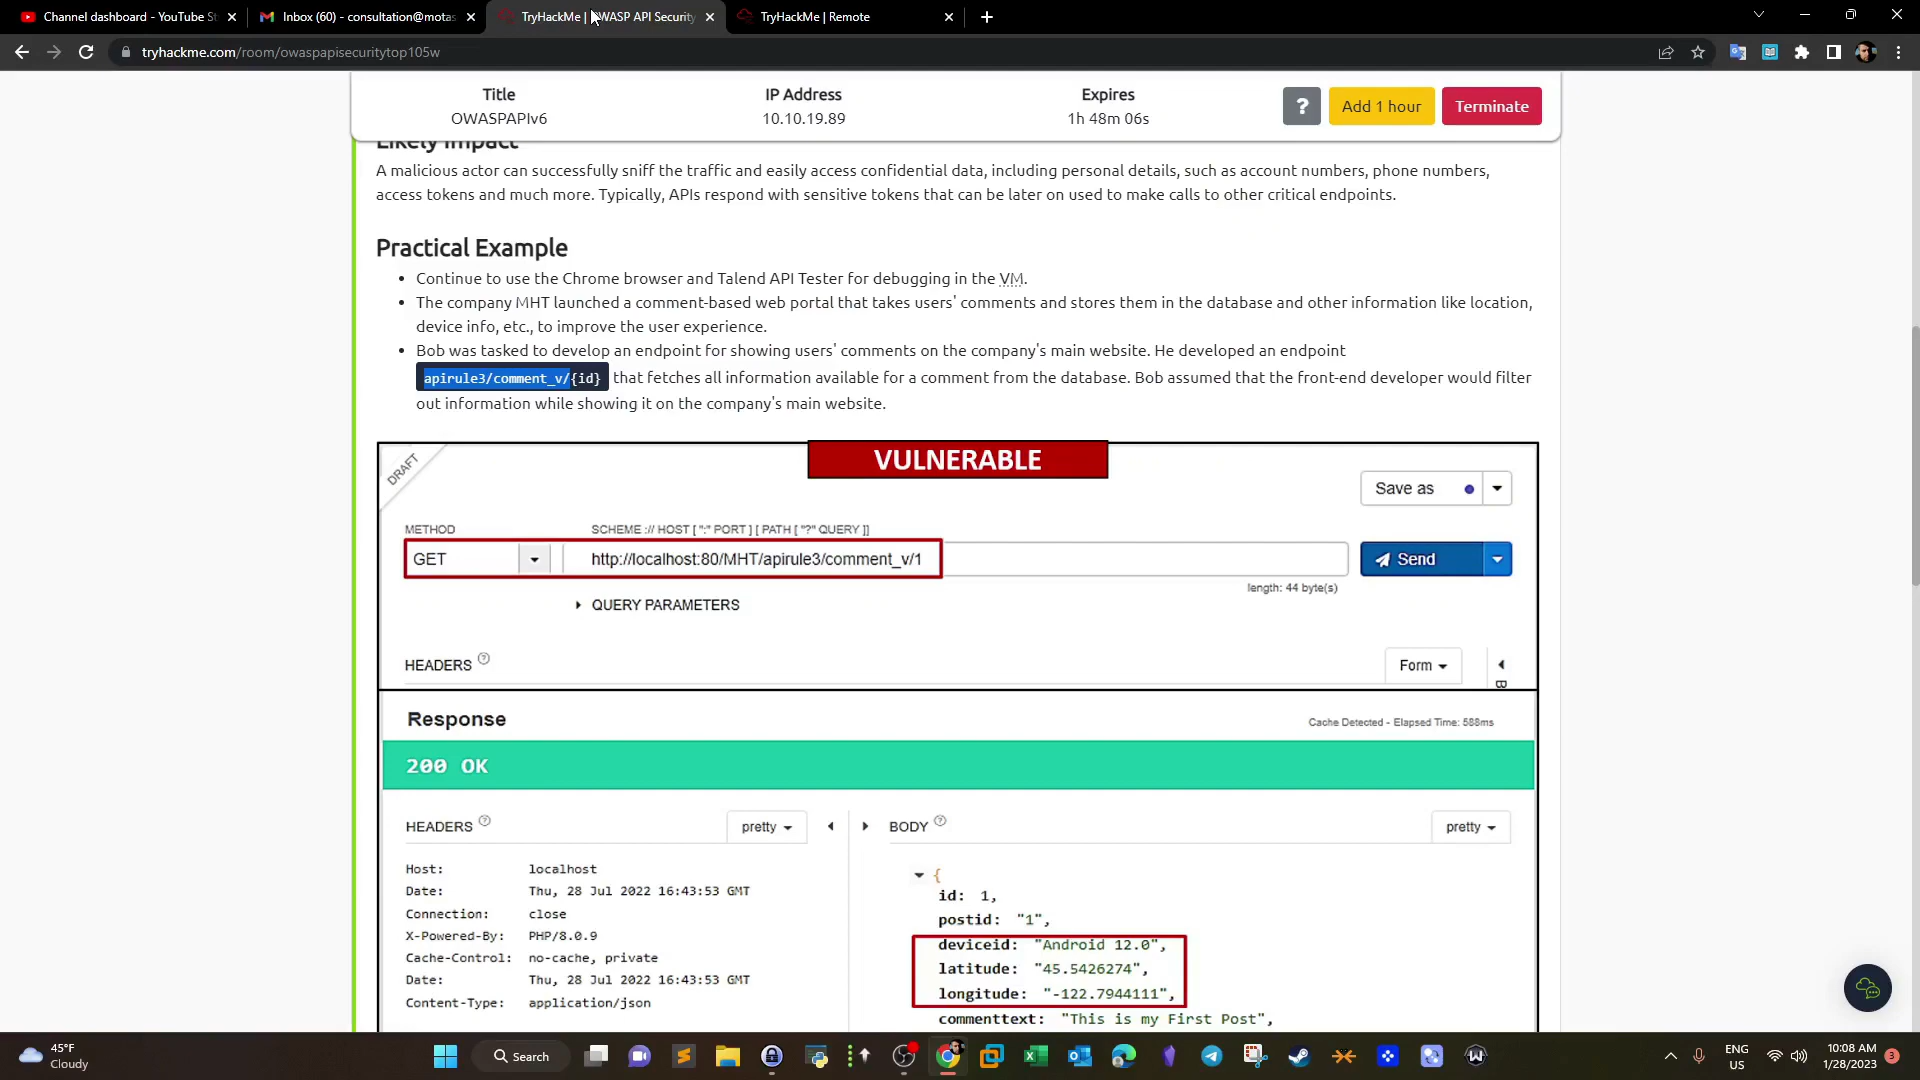 Channel dashboard - YouTube St
Inbox (60) - consultation@motas
TryHackMe | OWASP API Security
TryHackMe | Remote
tryhackme.com/room/owaspapisecuritytop105w
Title
IP Address
Expires
OWASPAPIv6
10.10.19.89
1h 48m 06s
?
Add 1 hour
Terminate
Likely Impact
A malicious actor can successfully sniff the traffic and easily access confidential data, including personal details, such as account numbers, phone numbers,
access tokens and much more. Typically, APIs respond with sensitive tokens that can be later on used to make calls to other critical endpoints.
Practical Example
• Continue to use the Chrome browser and Talend API Tester for debugging in the VM.
• The company MHT launched a comment-based web portal that takes users' comments and stores them in the database and other information like location,
device info, etc., to improve the user experience.
• Bob was tasked to develop an endpoint for showing users' comments on the company's main website. He developed an endpoint
apirule3/comment_v/{id} that fetches all information available for a comment from the database. Bob assumed that the front-end developer would filter
out information while showing it on the company's main website.
VULNERABLE
DRAFT
Save as
METHOD
SCHEME :// HOST [ ":" PORT ] [ PATH [ "?" QUERY ]]
GET
http://localhost:80/MHT/apirule3/comment_v/1
Send
length: 44 byte(s)
QUERY PARAMETERS
HEADERS ?
Form
B
Response
Cache Detected - Elapsed Time: 588ms
200 OK
HEADERS ?
pretty
BODY ?
pretty
Host: localhost
Date: Thu, 28 Jul 2022 16:43:53 GMT
Connection: close
X-Powered-By: PHP/8.0.9
Cache-Control: no-cache, private
Date: Thu, 28 Jul 2022 16:43:53 GMT
Content-Type: application/json
{
id: 1,
postid: "1",
deviceid: "Android 12.0",
latitude: "45.5426274",
longitude: "-122.7944111",
commenttext: "This is my First Post",
45°F
Cloudy
Search
ENG
US
10:08 AM
1/28/2023
3